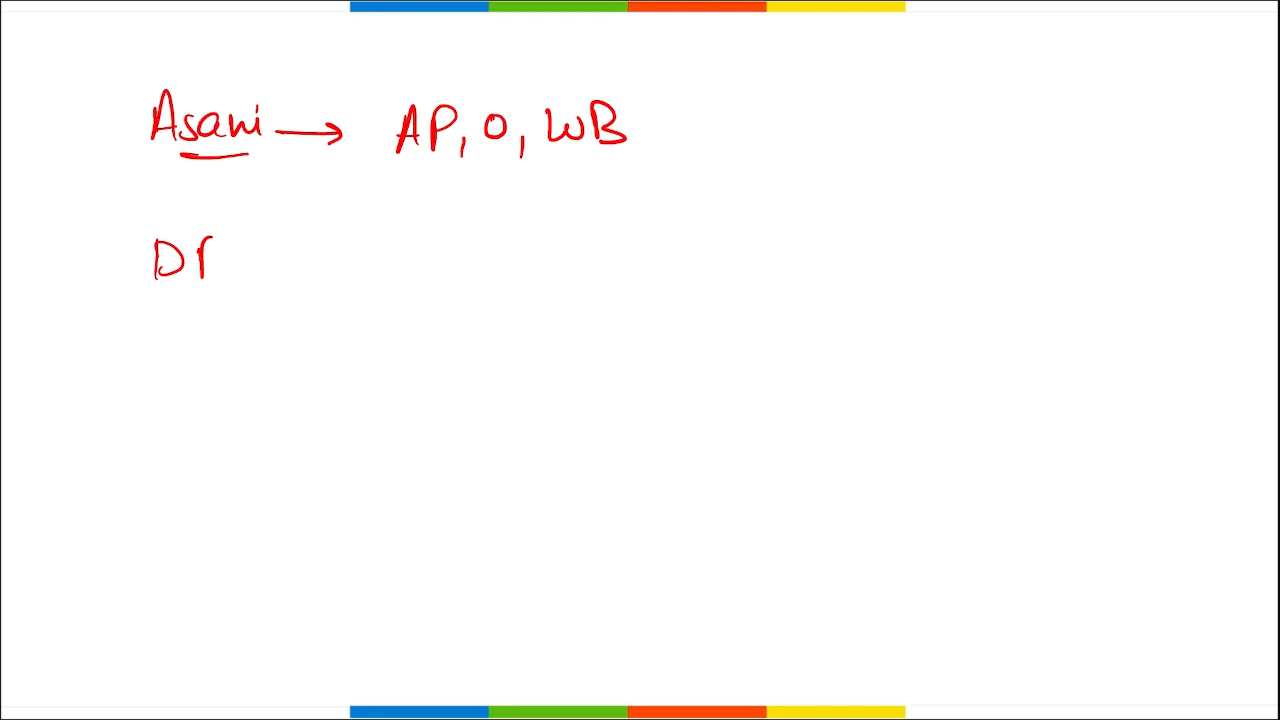 Asani → AP, O, WB
Dr